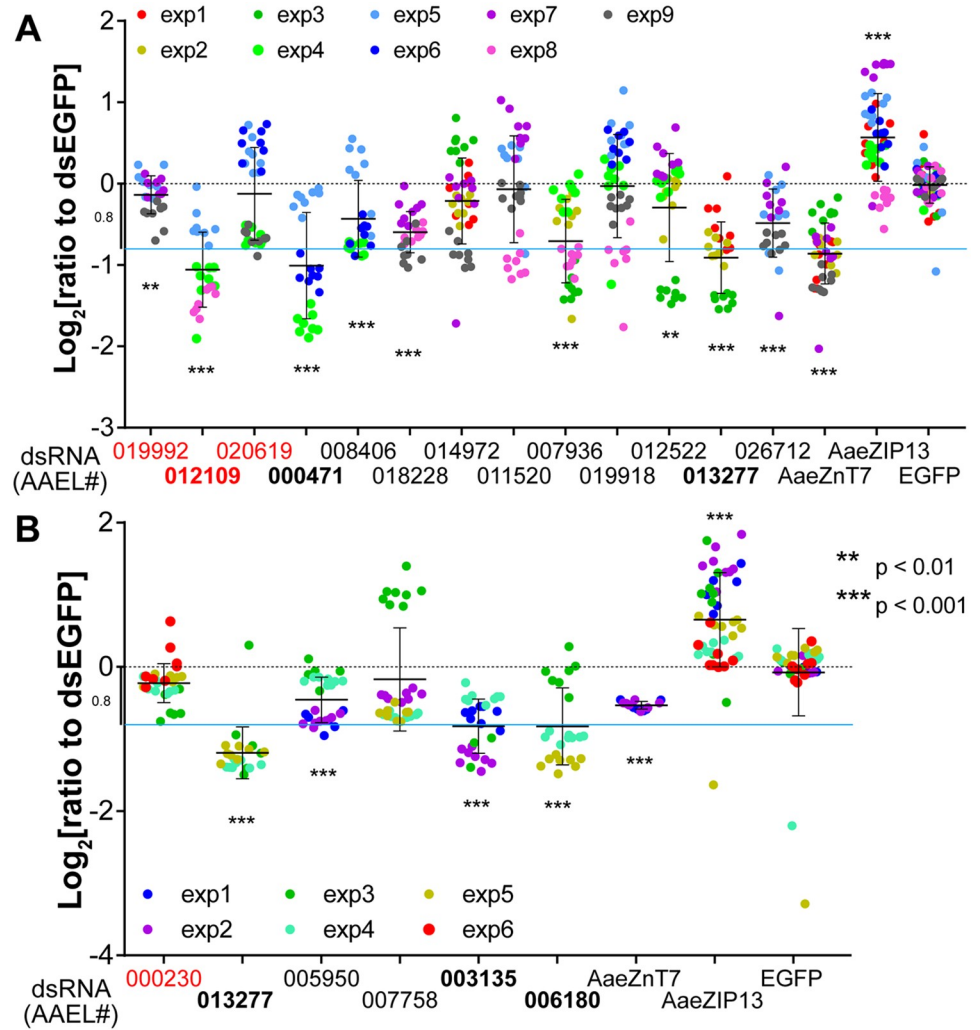 A
exp1 exp3 exp5 exp7 exp9
exp2 exp4 exp6 exp8
Log2[ratio to dsEGFP]
2
1
0
0.8
-1
-2
-3
**
***
***
***
***
***
**
***
***
***
***
dsRNA 019992 020619 008406 014972 007936 012522 026712 AaeZIP13
(AAEL#) 012109 000471 018228 011520 019918 013277 AaeZnT7 EGFP
B
Log2[ratio to dsEGFP]
2
0
0.8
-2
-4
***
***
***
***
***
***
** p < 0.01
*** p < 0.001
exp1 exp3 exp5
exp2 exp4 exp6
dsRNA 000230 005950 003135 AaeZnT7 EGFP
(AAEL#) 013277 007758 006180 AaeZIP13